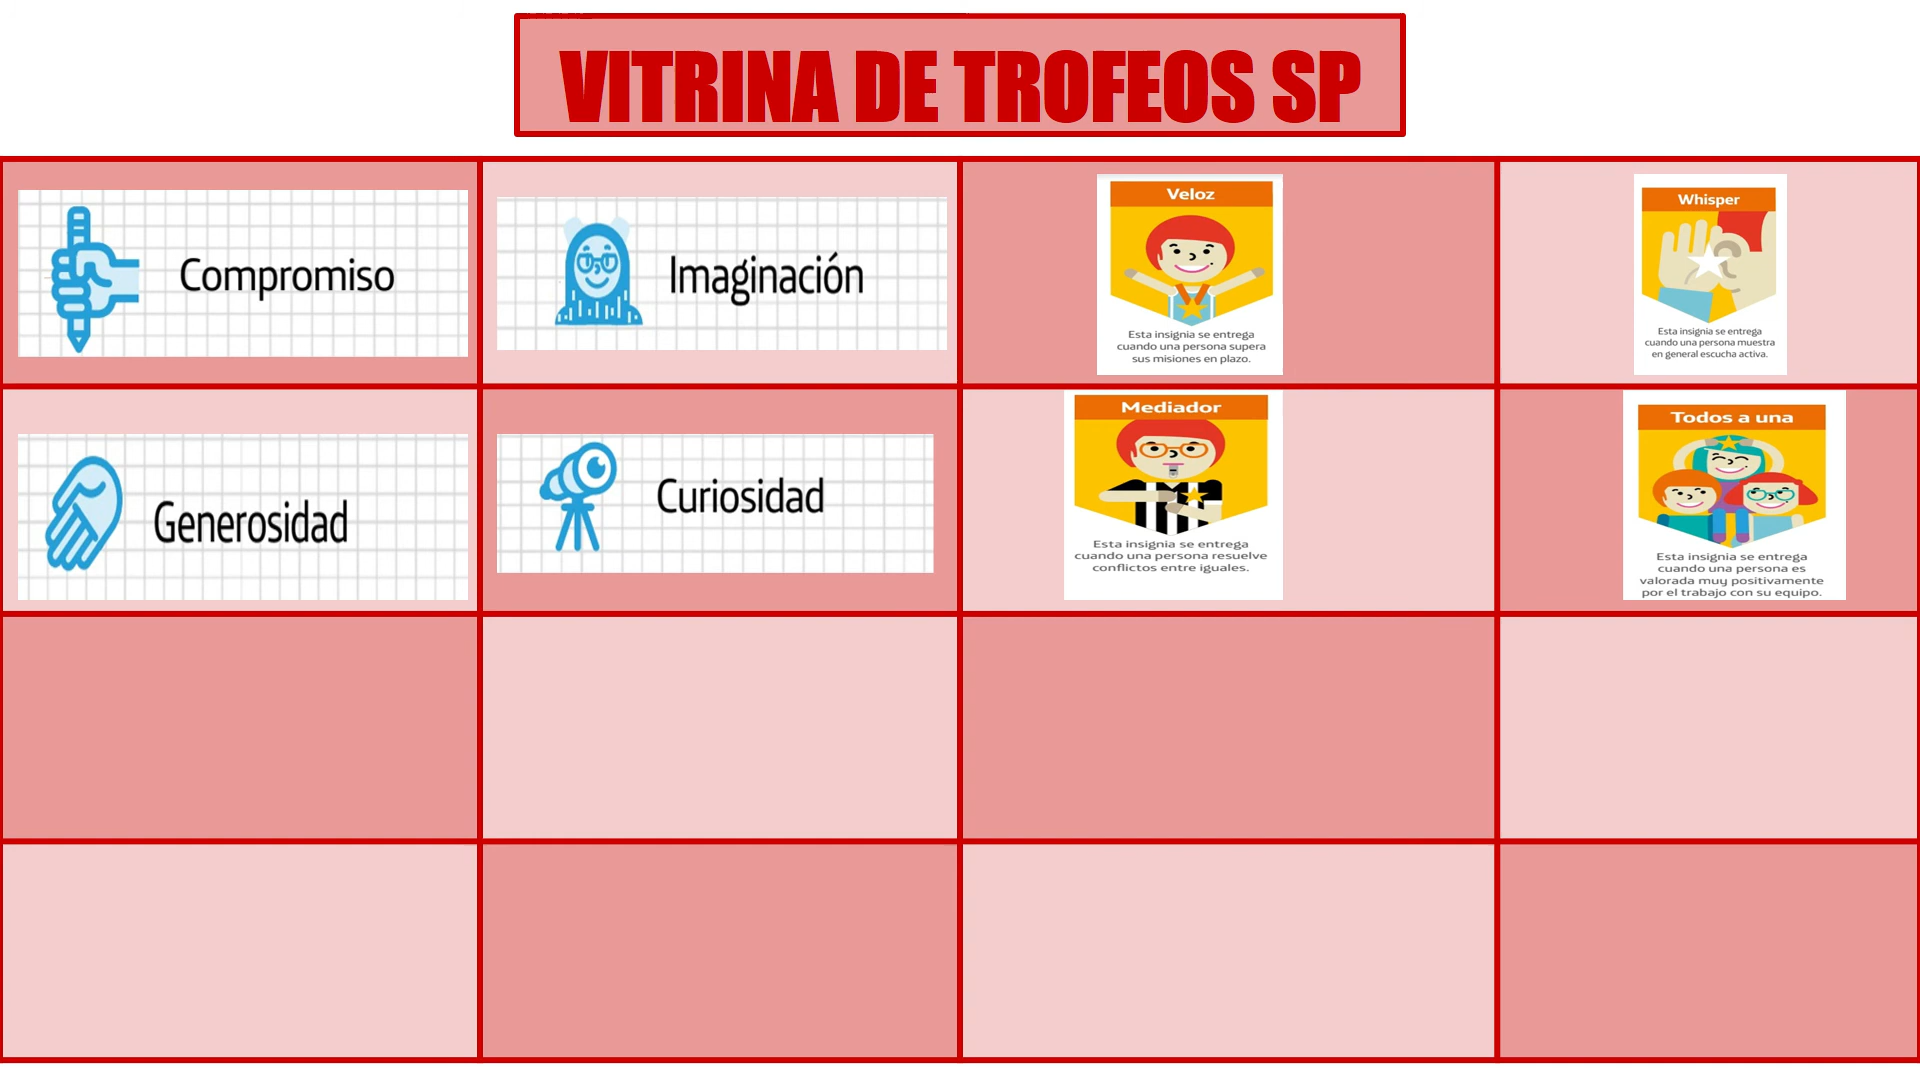 VITRINA DE TROFEOS SP
Compromiso
Imaginación
Veloz
Esta insignia se entrega
cuando una persona supera
sus misiones en plazo.
Whisper
Esta insignia se entrega
cuando una persona muestra
en general escucha activa.
Generosidad
Curiosidad
Mediador
Esta insignia se entrega
cuando una persona resuelve
conflictos entre iguales.
Todos a una
Esta insignia se entrega
cuando una persona es
valorada muy positivamente
por el trabajo con su equipo.